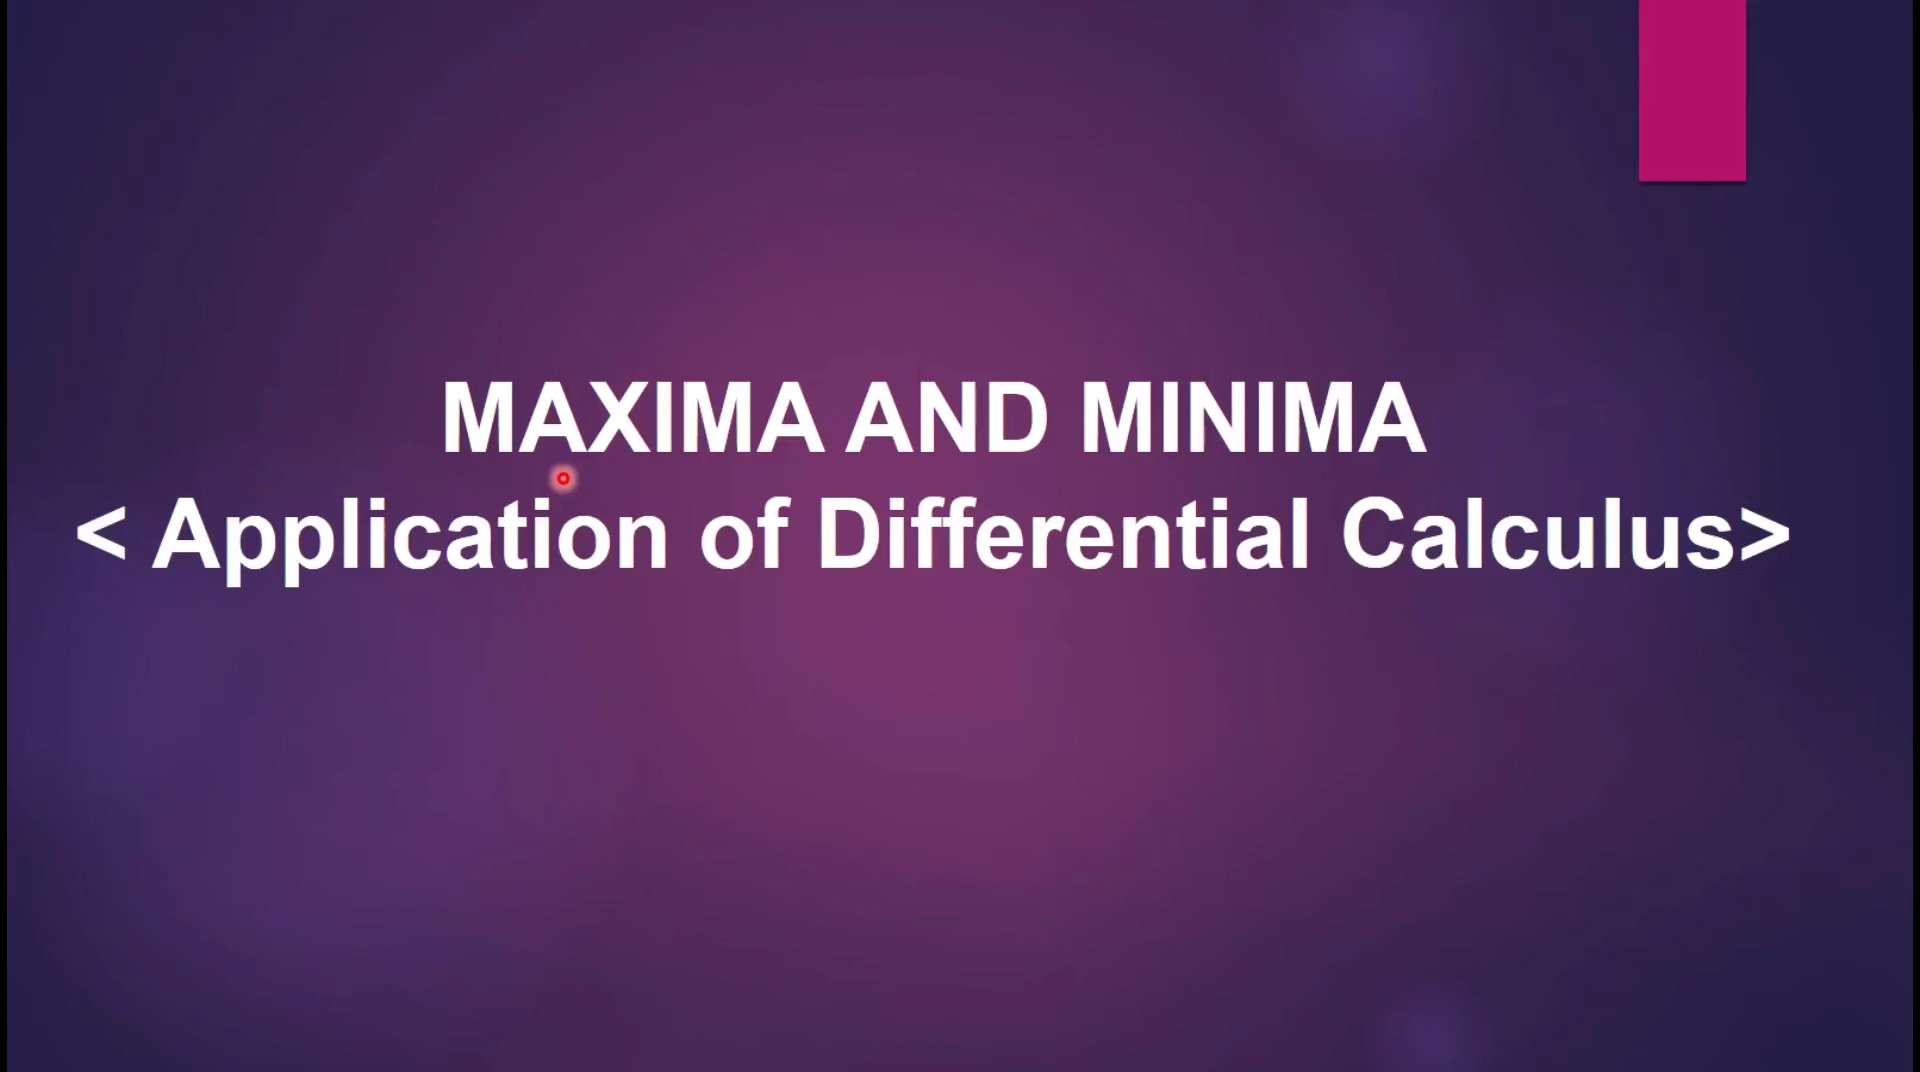 MAXIMA AND MINIMA
< Application of Differential Calculus>